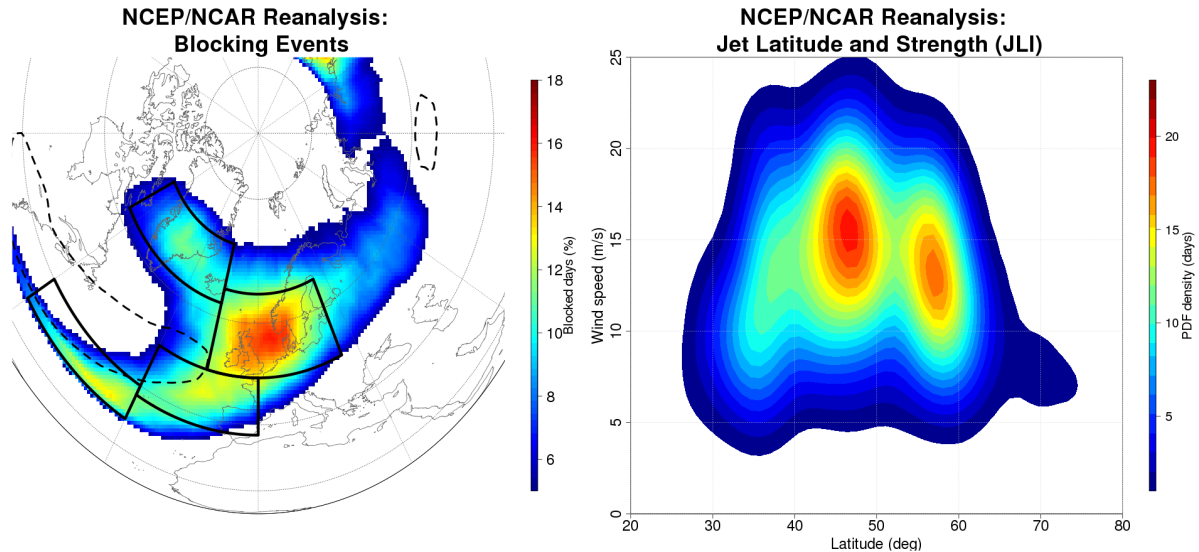 NCEP/NCAR Reanalysis:
Blocking Events
18
16
14
12
10
8
6
Blocked days (%)
NCEP/NCAR Reanalysis:
Jet Latitude and Strength (JLI)
25
20
15
10
5
0
Wind speed (m/s)
20 30 40 50 60 70 80
Latitude (deg)
20
15
10
5
PDF density (days)